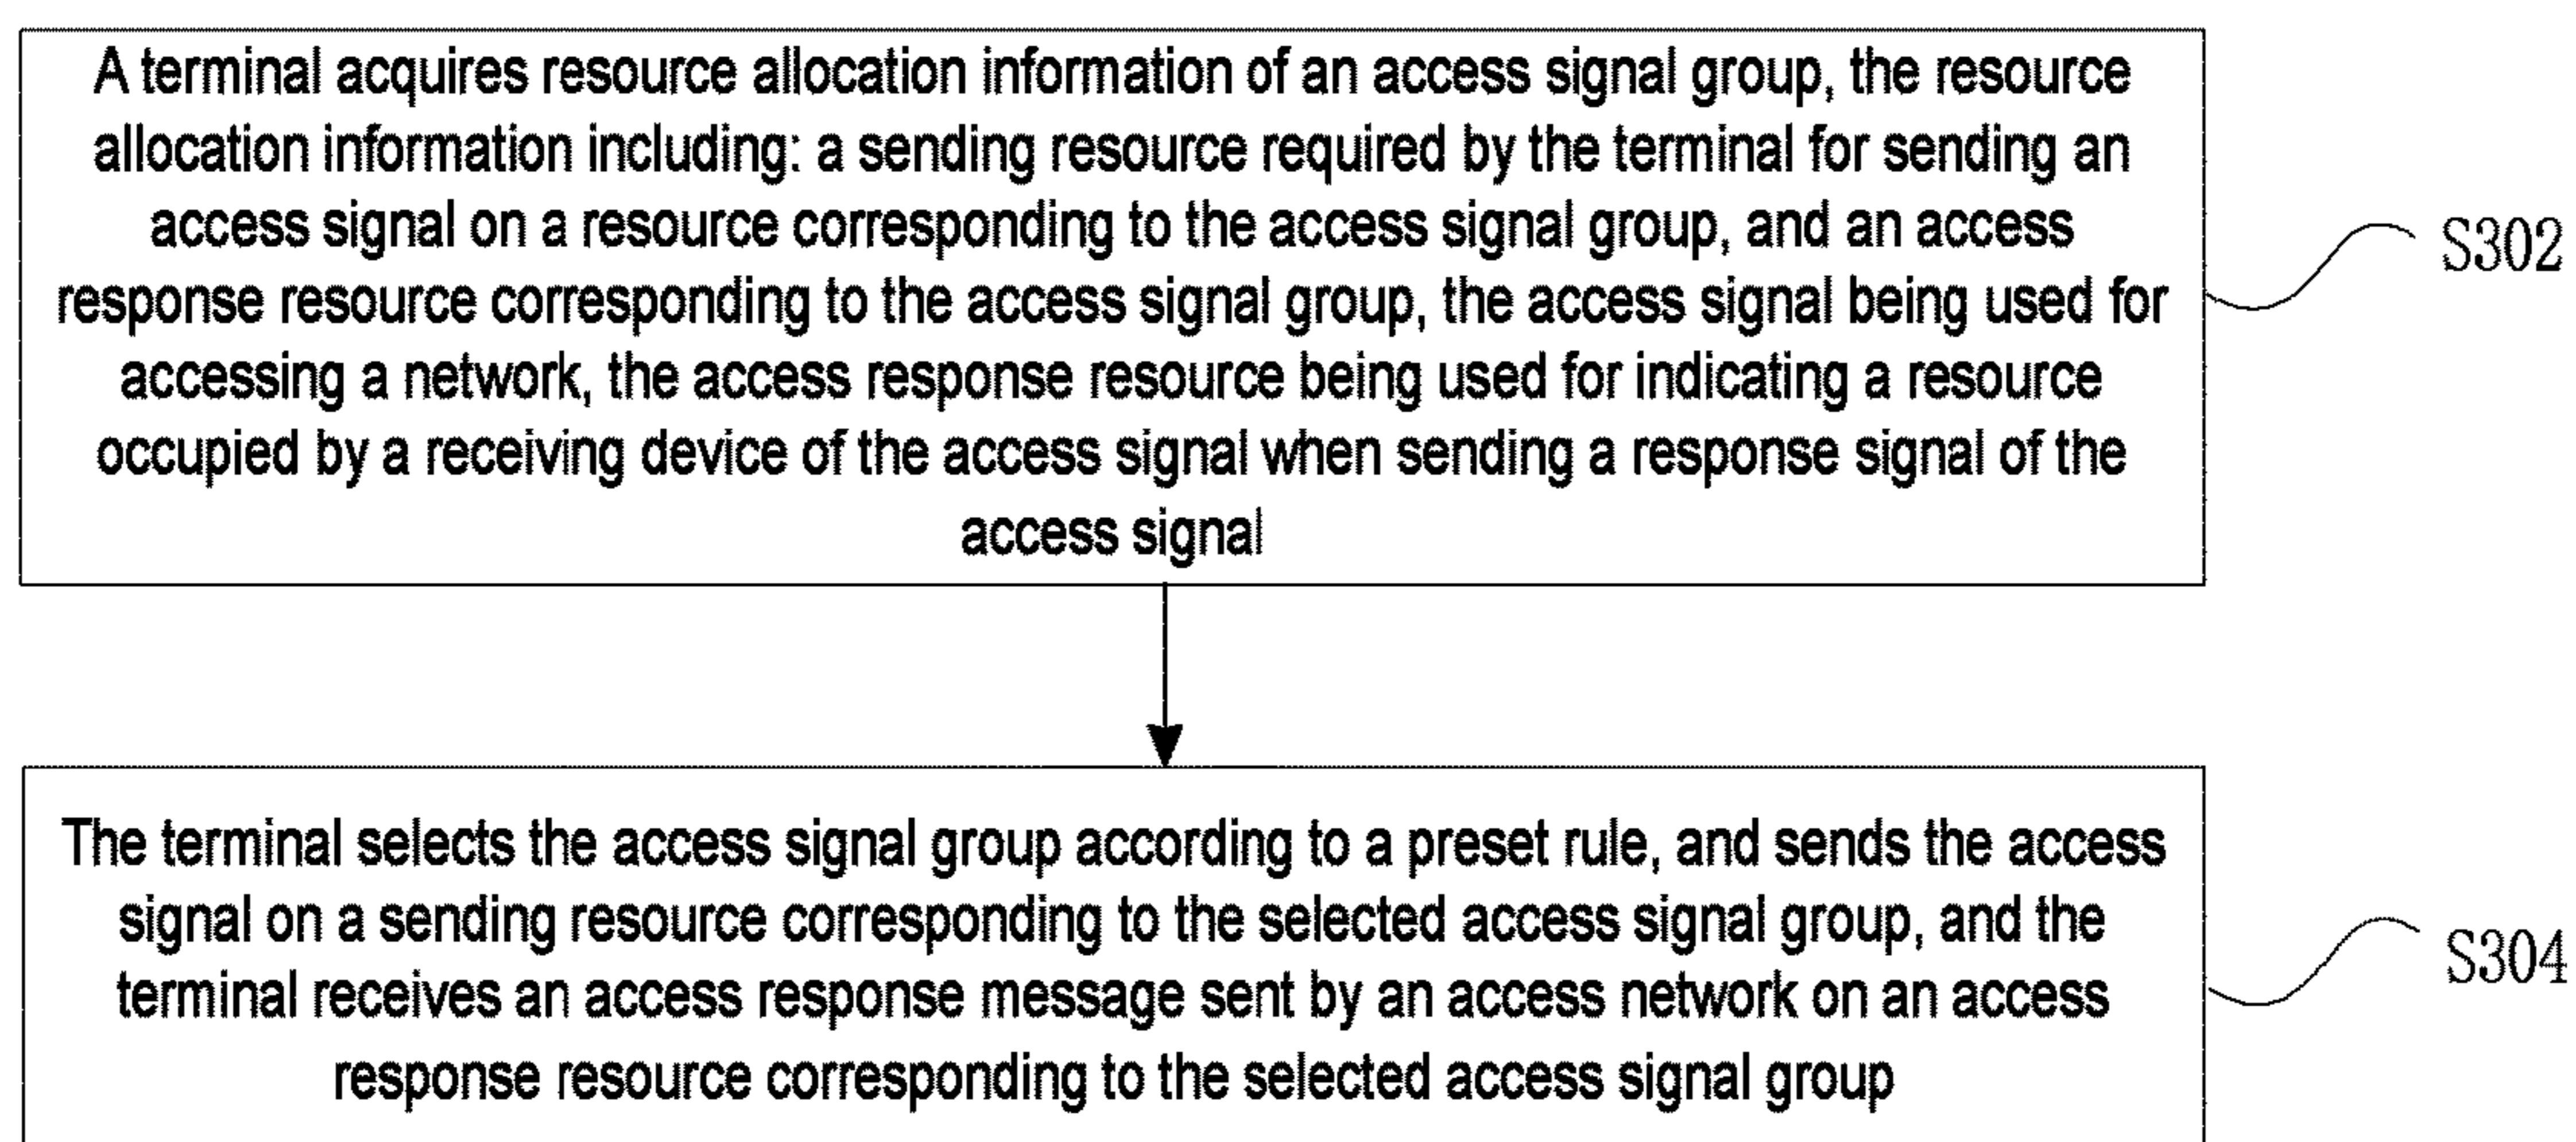 A terminal acquires resource allocation information of an access signal group, the resource
allocation information including: a sending resource required by the terminal for sending an
access signal on a resource corresponding to the access signal group, and an access
response resource corresponding to the access signal group, the access signal being used for
accessing a network, the access response resource being used for indicating a resource
occupied by a receiving device of the access signal when sending a response signal of the
access signal
S302
The terminal selects the access signal group according to a preset rule, and sends the access
signal on a sending resource corresponding to the selected access signal group, and the
terminal receives an access response message sent by an access network on an access
response resource corresponding to the selected access signal group
S304